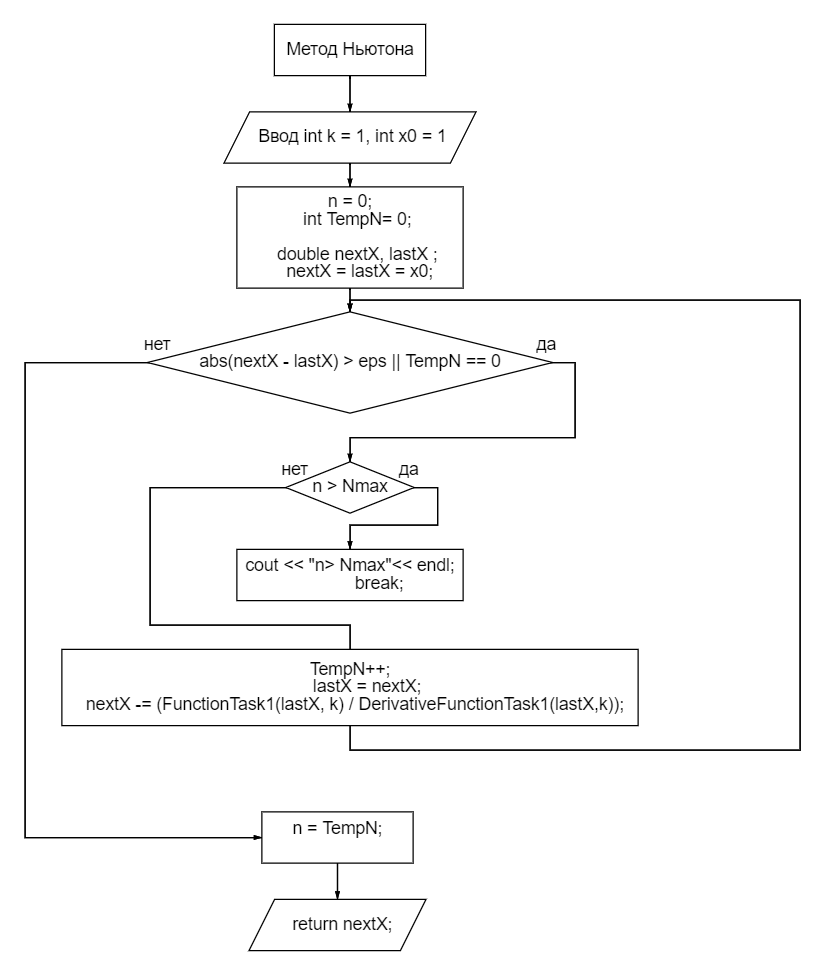 Метод Ньютона
Ввод int k = 1, int x0 = 1
n = 0;
int TempN= 0;
double nextX, lastX ;
nextX = lastX = x0;
нет
да
abs(nextX - lastX) > eps || TempN == 0
нет
да
n > Nmax
cout << "n> Nmax"<< endl;
break;
TempN++;
lastX = nextX;
nextX -= (FunctionTask1(lastX, k) / DerivativeFunctionTask1(lastX,k));
n = TempN;
return nextX;